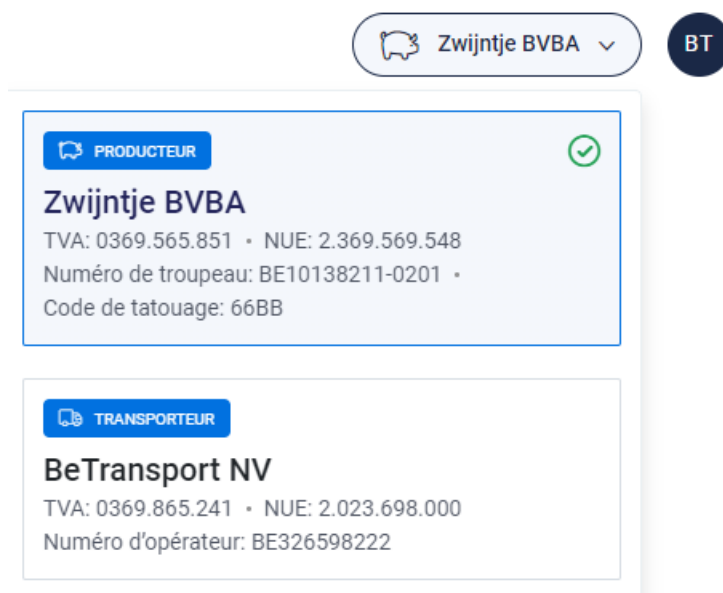 Zwijntje BVBA
BT
PRODUCTEUR
Zwijntje BVBA
TVA: 0369.565.851 • NUE: 2.369.569.548
Numéro de troupeau: BE10138211-0201 •
Code de tatouage: 66BB
TRANSPORTEUR
BeTransport NV
TVA: 0369.865.241 • NUE: 2.023.698.000
Numéro d’opérateur: BE326598222